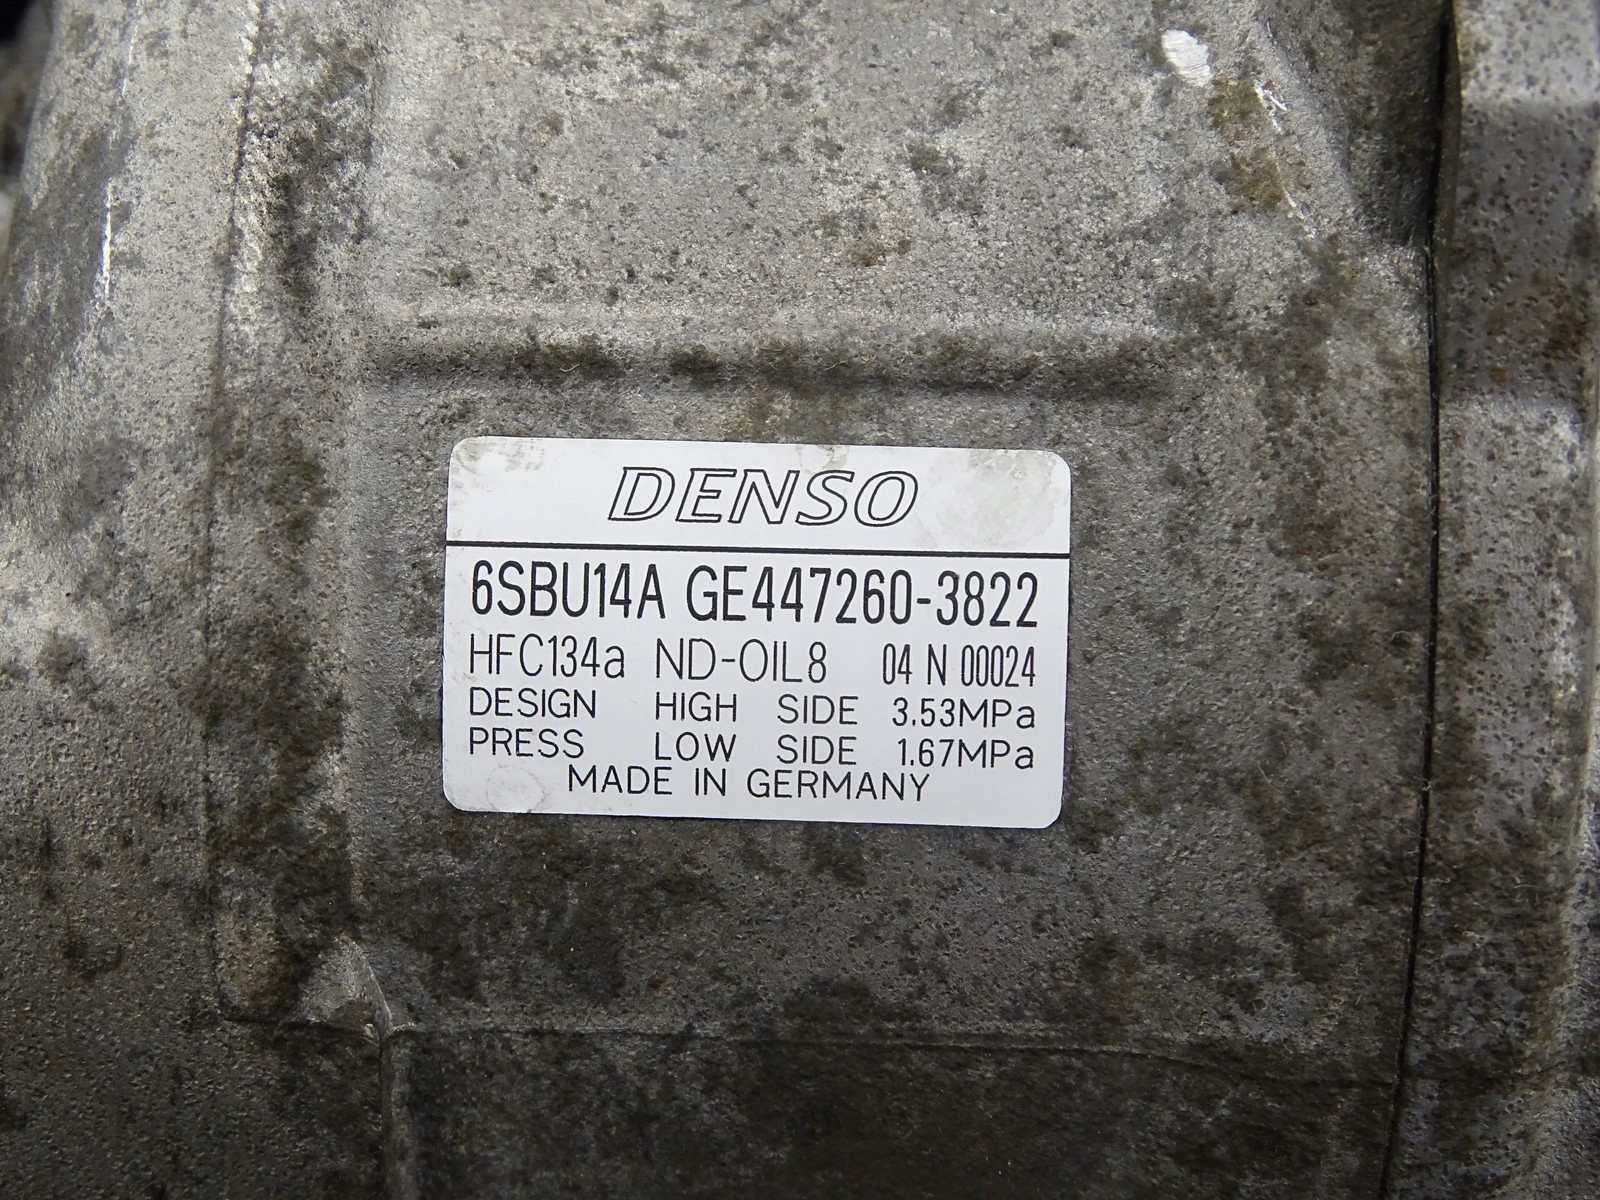 DENSO
6SBU14A GE447260-3822
HFC134a ND-OIL8 04 N 00024
DESIGN HIGH SIDE 3.53MPa
PRESS LOW SIDE 1.67MPa
MADE IN GERMANY